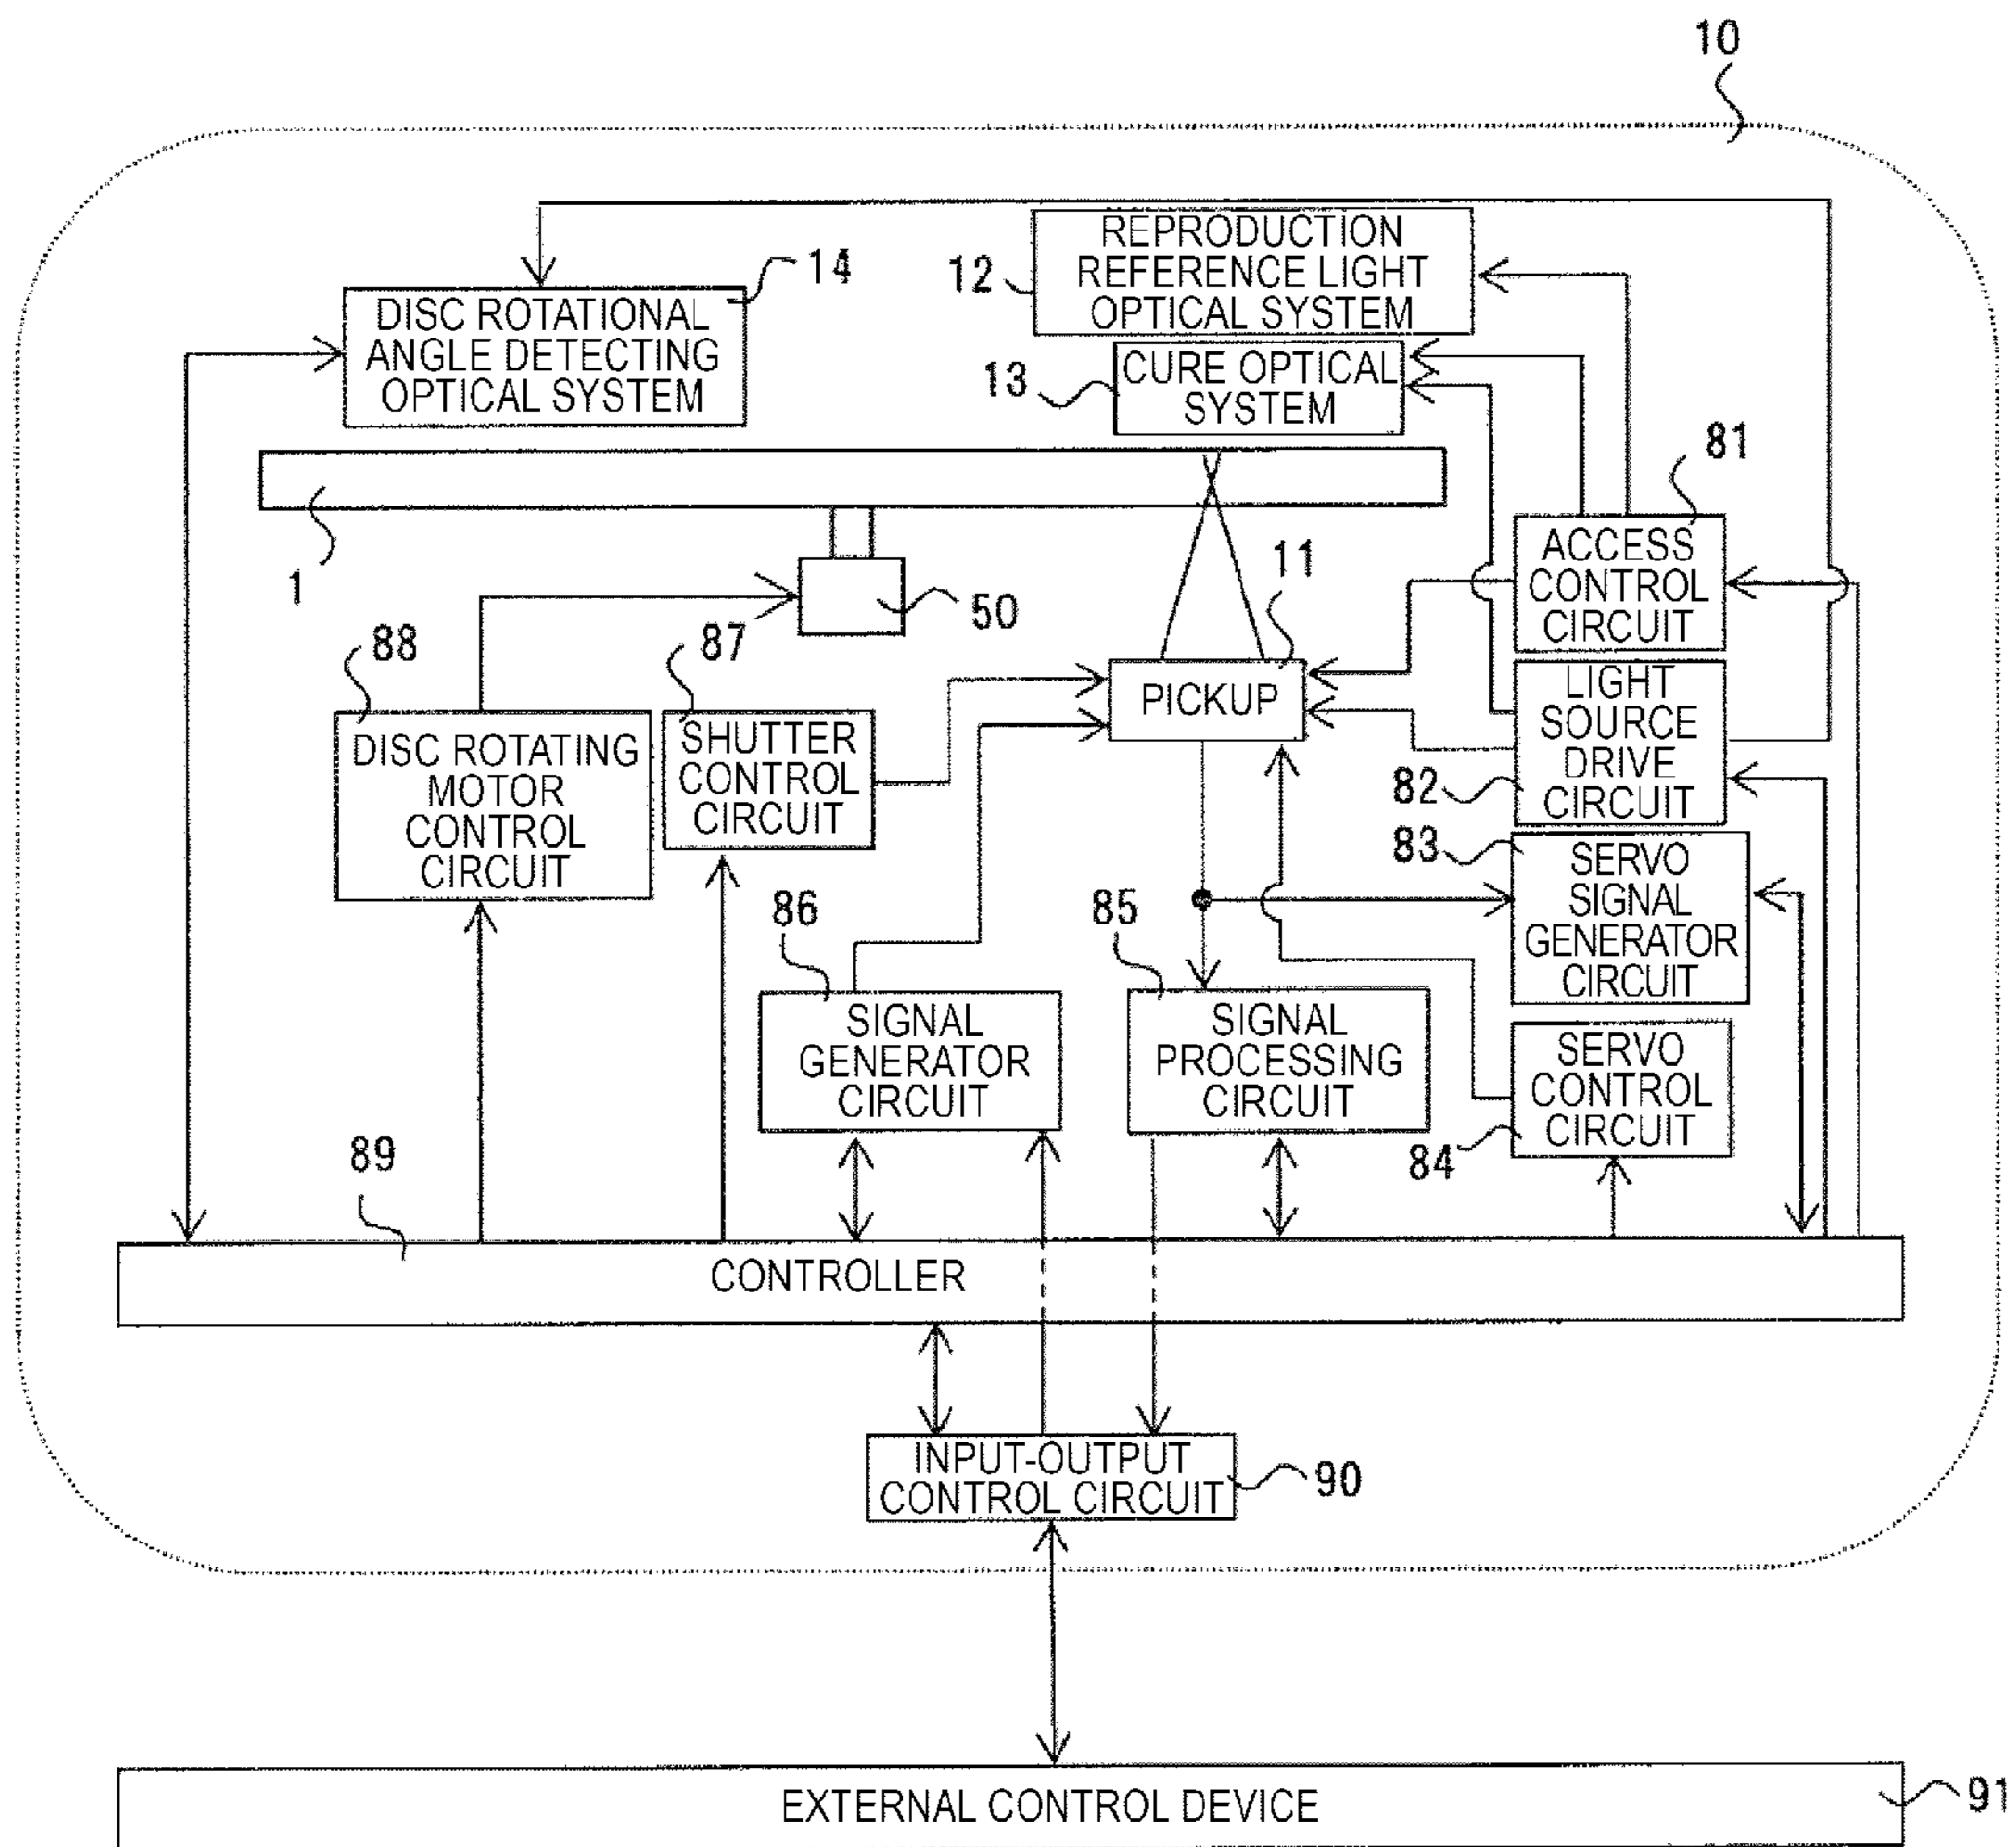 10
REPRODUCTION
REFERENCE LIGHT
OPTICAL SYSTEM
12
14
DISC ROTATIONAL
ANGLE DETECTING
OPTICAL SYSTEM
13
CURE OPTICAL
SYSTEM
81
1
50
11
ACCESS
CONTROL
CIRCUIT
88
87
PICKUP
LIGHT
SOURCE
DRIVE
CIRCUIT
82
DISC ROTATING
MOTOR
CONTROL
CIRCUIT
SHUTTER
CONTROL
CIRCUIT
83
SERVO
SIGNAL
GENERATOR
CIRCUIT
86
85
SIGNAL
GENERATOR
CIRCUIT
SIGNAL
PROCESSING
CIRCUIT
SERVO
CONTROL
CIRCUIT
84
89
CONTROLLER
INPUT-OUTPUT
CONTROL CIRCUIT
90
EXTERNAL CONTROL DEVICE
91